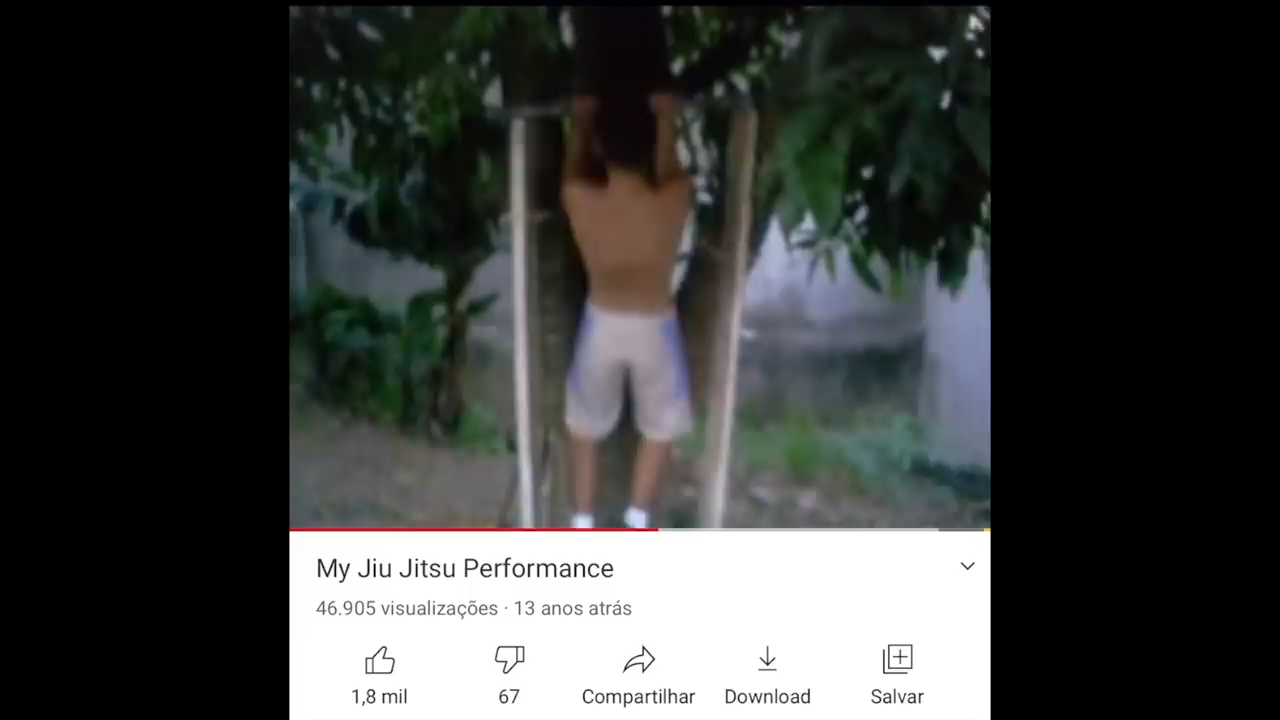 My Jiu Jitsu Performance
46.905 visualizações · 13 anos atrás
1,8 mil
67
Compartilhar
Download
Salvar